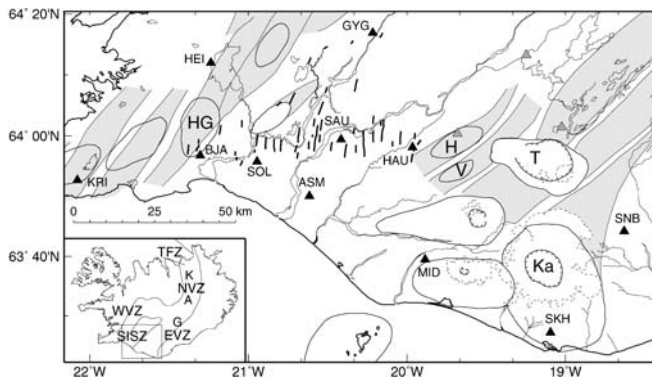 64˚20'
GYG
HEI
SAU
HG
64˚00'
BJA
H
T
HAU
SOL
V
KRI
ASM
0 25 50 km
SNB
63˚40'
TFZ
K
NVZ
A
WVZ
G
SISZ EVZ
MID
Ka
SKH
22˚W 21˚W 20˚W 19˚W